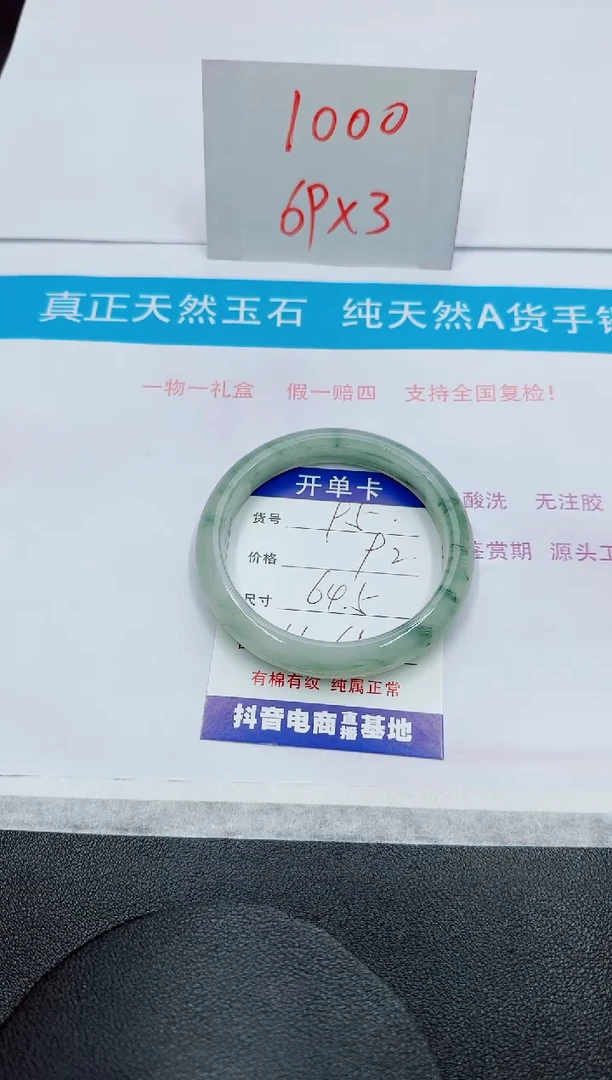 1000
6P×3
真正天然玉石 纯天然A货手
一物一礼盒 假一赔四 支持全国复检!
酸洗 无注胶
鉴赏期 源头工
开单卡
货号 P5.
价格 P2.
尺寸 64.5
有棉有纹 纯属正常
抖音电商直播基地